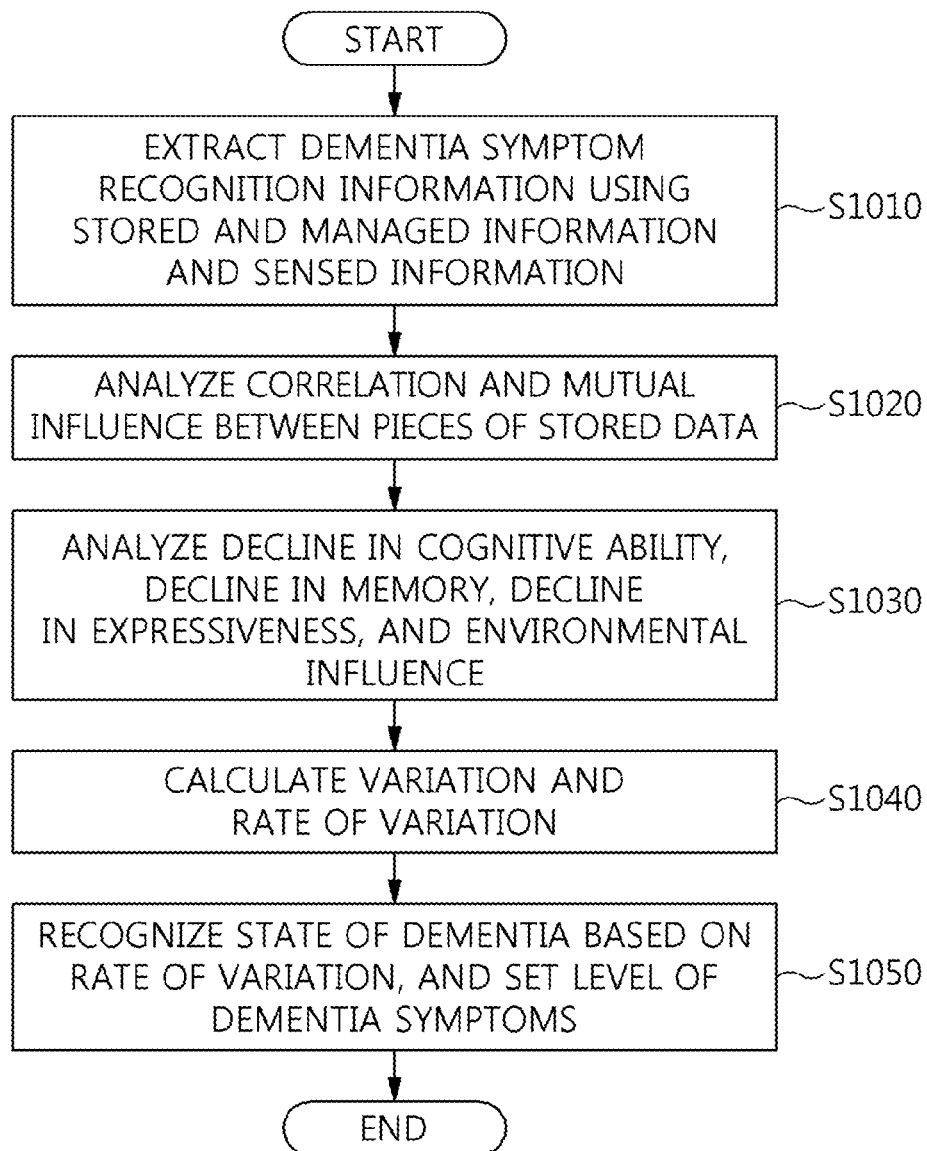 START
EXTRACT DEMENTIA SYMPTOM
RECOGNITION INFORMATION USING
STORED AND MANAGED INFORMATION
AND SENSED INFORMATION
S1010
ANALYZE CORRELATION AND MUTUAL
INFLUENCE BETWEEN PIECES OF STORED DATA
S1020
ANALYZE DECLINE IN COGNITIVE ABILITY,
DECLINE IN MEMORY, DECLINE
IN EXPRESSIVENESS, AND ENVIRONMENTAL
INFLUENCE
S1030
CALCULATE VARIATION AND
RATE OF VARIATION
S1040
RECOGNIZE STATE OF DEMENTIA BASED ON
RATE OF VARIATION, AND SET LEVEL OF
DEMENTIA SYMPTOMS
S1050
END